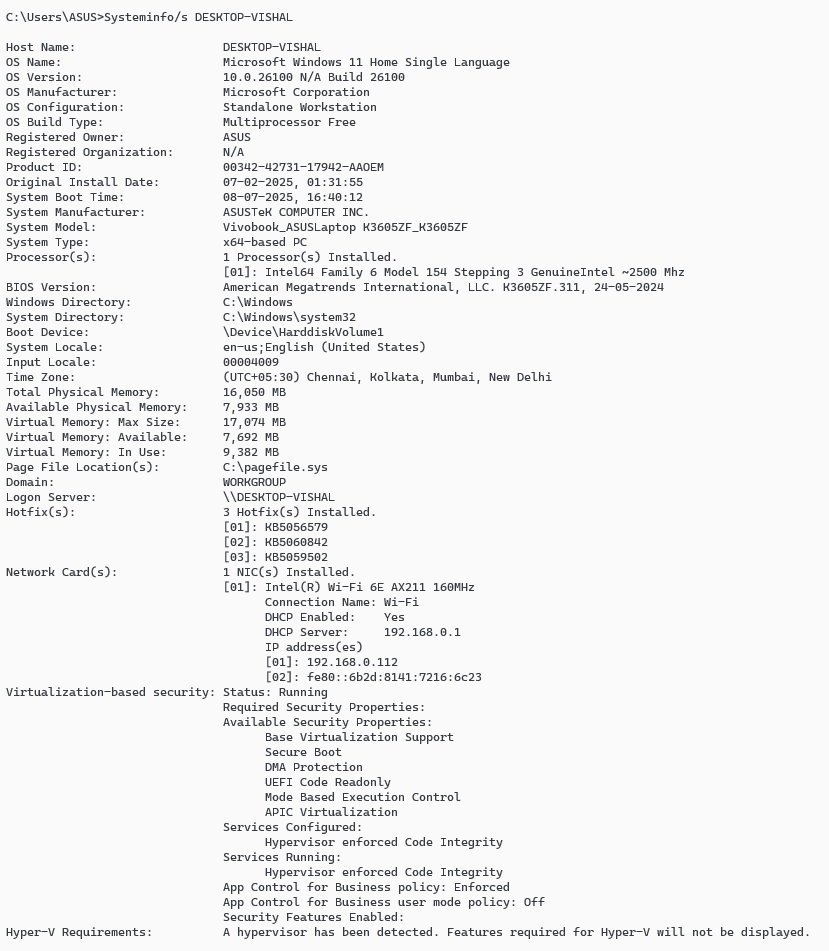 C:\Users\ASUS>Systeminfo/s DESKTOP-VISHAL
Host Name: DESKTOP-VISHAL
OS Name: Microsoft Windows 11 Home Single Language
OS Version: 10.0.26100 N/A Build 26100
OS Manufacturer: Microsoft Corporation
OS Configuration: Standalone Workstation
OS Build Type: Multiprocessor Free
Registered Owner: ASUS
Registered Organization: N/A
Product ID: 00342-42731-17942-AAOEM
Original Install Date: 07-02-2025, 01:31:55
System Boot Time: 08-07-2025, 16:40:12
System Manufacturer: ASUSTeK COMPUTER INC.
System Model: Vivobook_ASUSLaptop K3605ZF_K3605ZF
System Type: x64-based PC
Processor(s): 1 Processor(s) Installed.
[01]: Intel64 Family 6 Model 154 Stepping 3 GenuineIntel ~2500 Mhz
BIOS Version: American Megatrends International, LLC. K3605ZF.311, 24-05-2024
Windows Directory: C:\Windows
System Directory: C:\Windows\system32
Boot Device: \Device\HarddiskVolume1
System Locale: en-us;English (United States)
Input Locale: 00004009
Time Zone: (UTC+05:30) Chennai, Kolkata, Mumbai, New Delhi
Total Physical Memory: 16,050 MB
Available Physical Memory: 7,933 MB
Virtual Memory: Max Size: 17,074 MB
Virtual Memory: Available: 7,692 MB
Virtual Memory: In Use: 9,382 MB
Page File Location(s): C:\pagefile.sys
Domain: WORKGROUP
Logon Server: \\DESKTOP-VISHAL
Hotfix(s): 3 Hotfix(s) Installed.
[01]: KB5056579
[02]: KB5060842
[03]: KB5059502
Network Card(s): 1 NIC(s) Installed.
[01]: Intel(R) Wi-Fi 6E AX211 160MHz
Connection Name: Wi-Fi
DHCP Enabled: Yes
DHCP Server: 192.168.0.1
IP address(es)
[01]: 192.168.0.112
[02]: fe80::6b2d:8141:7216:6c23
Virtualization-based security: Status: Running
Required Security Properties:
Available Security Properties:
Base Virtualization Support
Secure Boot
DMA Protection
UEFI Code Readonly
Mode Based Execution Control
APIC Virtualization
Services Configured:
Hypervisor enforced Code Integrity
Services Running:
Hypervisor enforced Code Integrity
App Control for Business policy: Enforced
App Control for Business user mode policy: Off
Security Features Enabled:
Hyper-V Requirements: A hypervisor has been detected. Features required for Hyper-V will not be displayed.